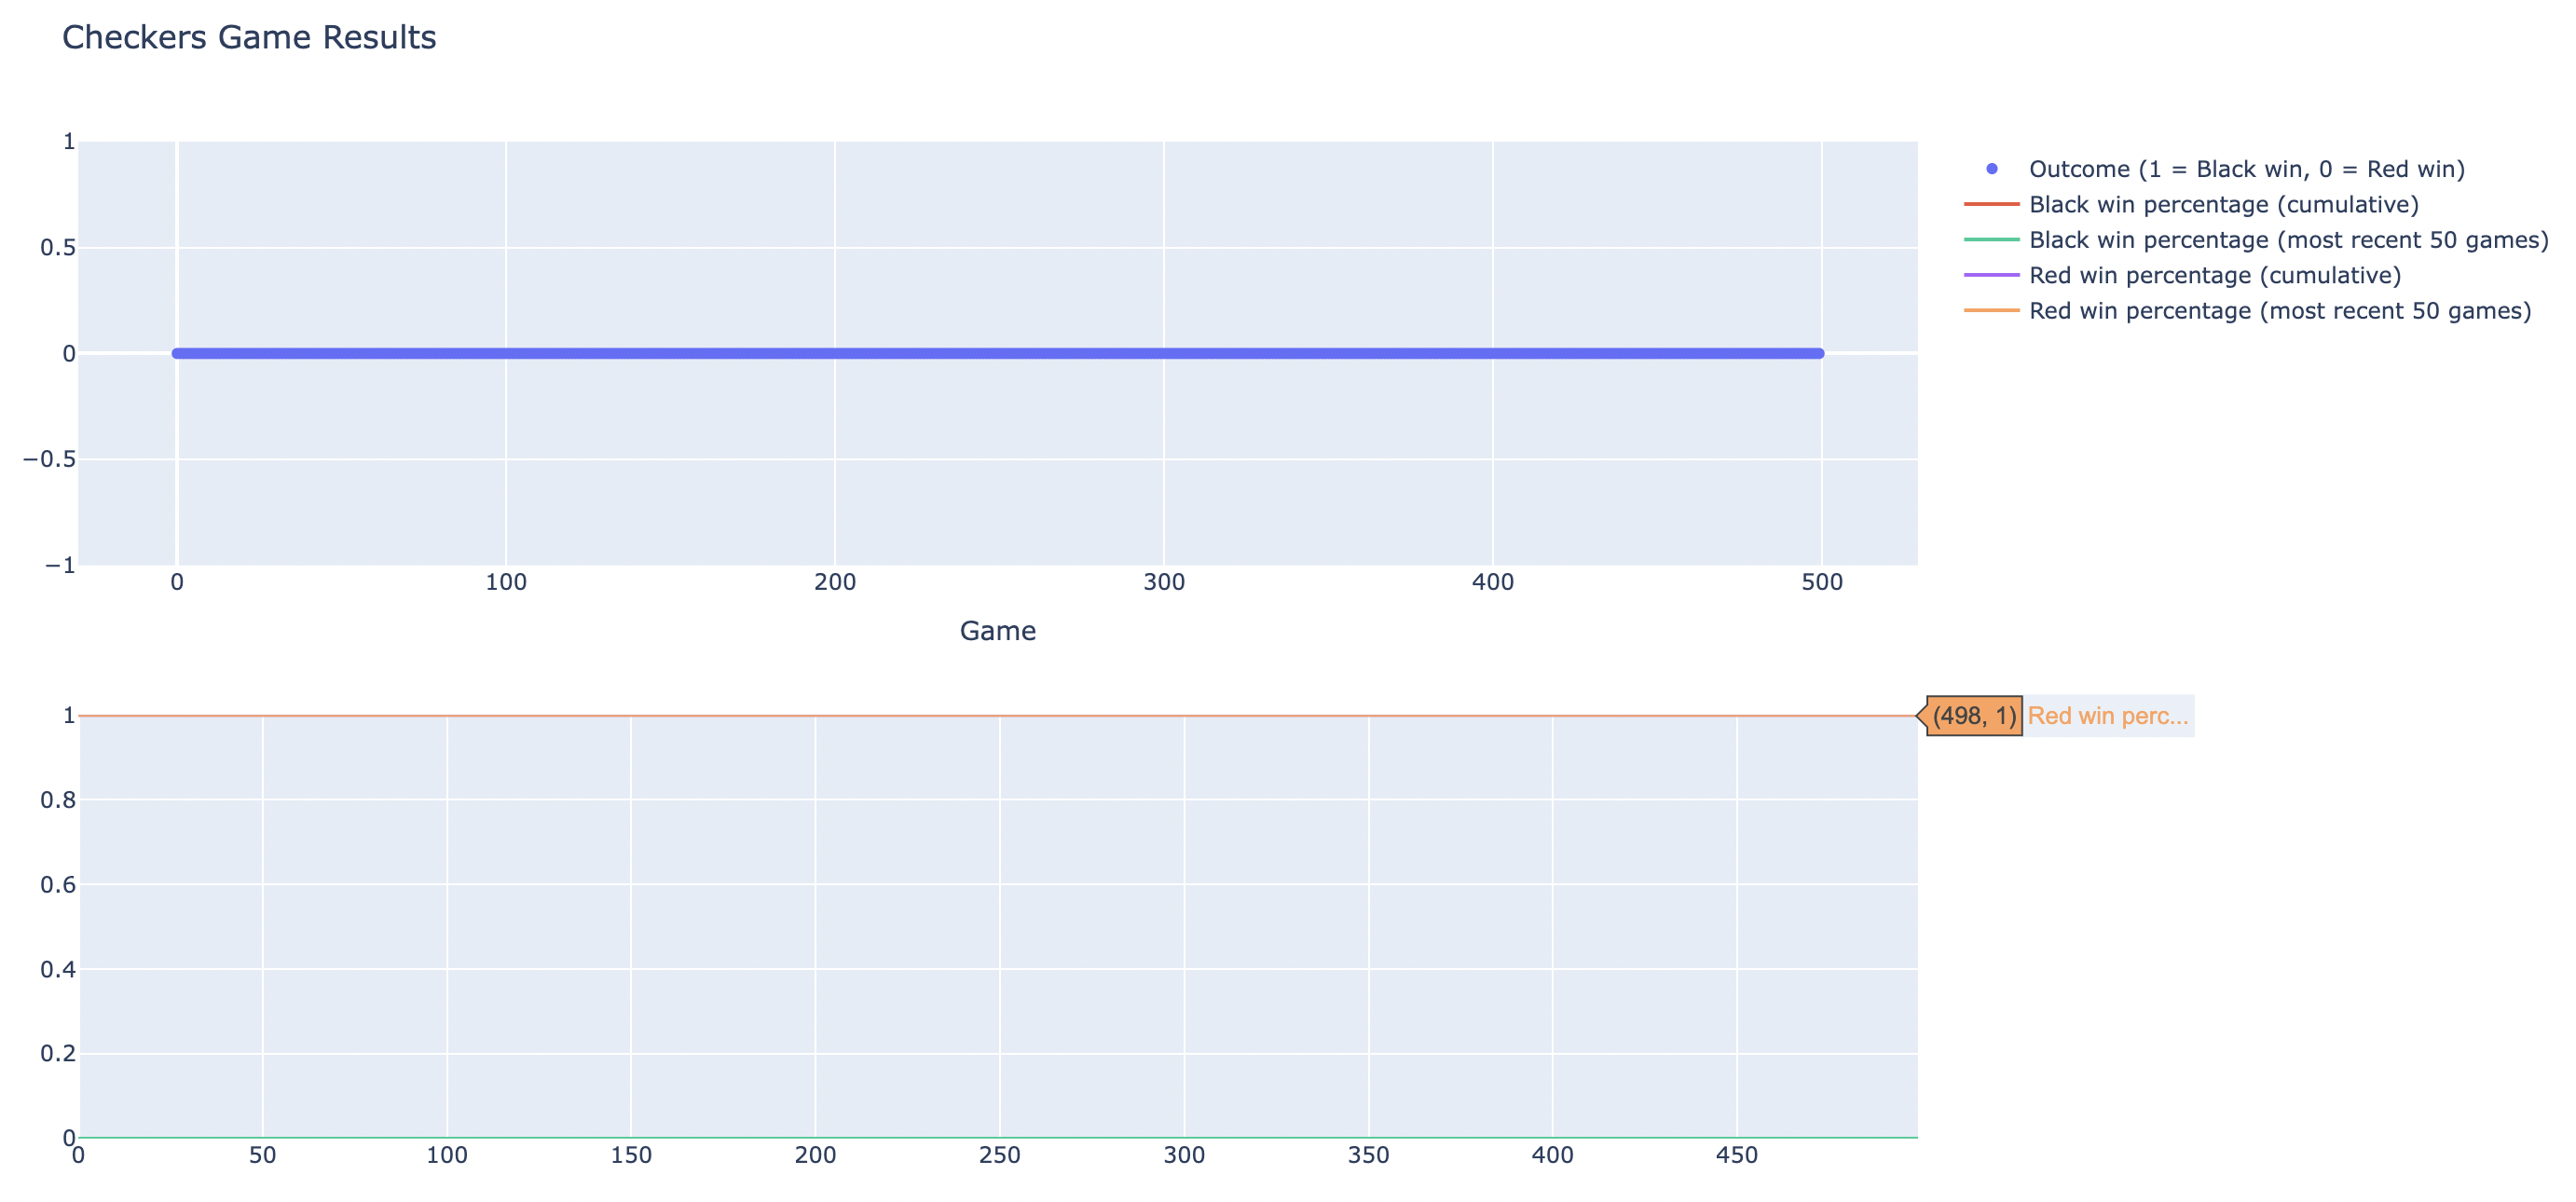 Checkers Game Results
1
0.5
0
−0.5
−1
0 100 200 300 400 500
Game
Outcome (1 = Black win, 0 = Red win)
Black win percentage (cumulative)
Black win percentage (most recent 50 games)
Red win percentage (cumulative)
Red win percentage (most recent 50 games)
1
0.8
0.6
0.4
0.2
0
0 50 100 150 200 250 300 350 400 450
(498, 1) Red win perc...